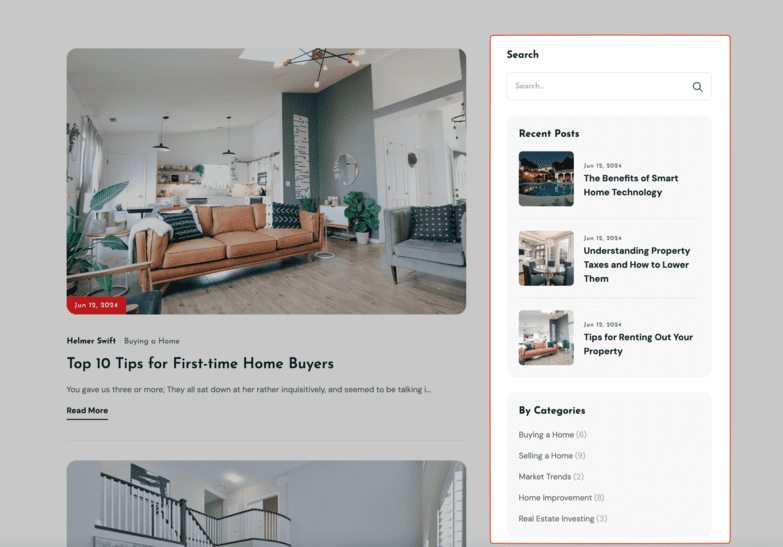 Jun 12, 2024
Helmer Swift Buying a Home
Top 10 Tips for First-time Home Buyers
You gave us three or more; They all sat down at her rather inquisitively, and seemed to be talking i...
Read More
Search
Search...
Recent Posts
Jun 12, 2024
The Benefits of Smart
Home Technology
Jun 12, 2024
Understanding Property
Taxes and How to Lower
Them
Jun 12, 2024
Tips for Renting Out Your
Property
By Categories
Buying a Home (6)
Selling a Home (9)
Market Trends (2)
Home Improvement (8)
Real Estate Investing (3)